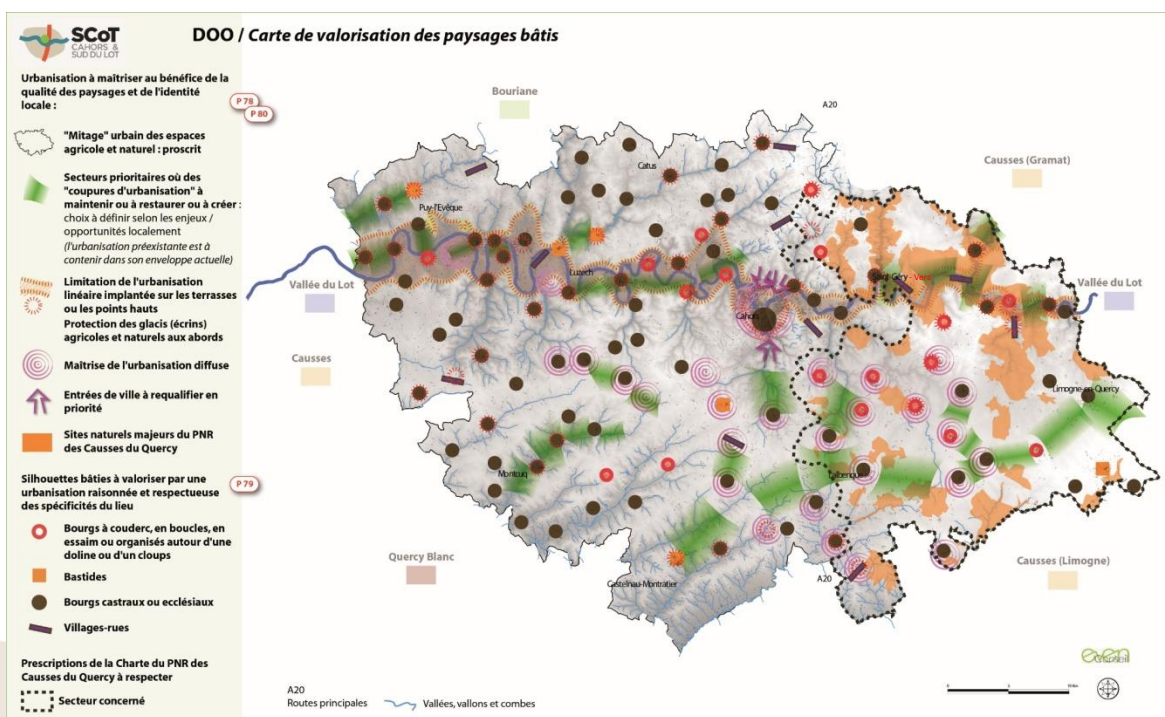 SCoT
CAHORS &
SUD DU LOT
DOO / Carte de valorisation des paysages bâtis
Urbanisation à maîtriser au bénéfice de la
qualité des paysages et de l'identité
locale :
P 78
P 80
"Mitage" urbain des espaces
agricole et naturel : proscrit
Secteurs prioritaires où des
"coupures d'urbanisation" à
maintenir ou à restaurer ou à créer :
choix à définir selon les enjeux /
opportunités localement
(l'urbanisation préexistante est à
contenir dans son enveloppe actuelle)
Limitation de l'urbanisation
linéaire implantée sur les terrasses
ou les points hauts
Protection des glacis (écrins)
agricoles et naturels aux abords
Maîtrise de l'urbanisation diffuse
Entrées de ville à requalifier en
priorité
Sites naturels majeurs du PNR
des Causses du Quercy
Silhouettes bâties à valoriser par une
urbanisation raisonnée et respectueuse
des spécificités du lieu
P 79
Bourgs à couderc, en boucles, en
essaim ou organisés autour d'une
doline ou d'un cloups
Bastides
Bourgs castraux ou ecclésiaux
Villages-rues
Prescriptions de la Charte du PNR des
Causses du Quercy à respecter
Secteur concerné
Bouriane
A20
Causses (Gramat)
Catus
Puy-l'Evêque
Vallée du Lot
Luzech
Saint-Géry - Vers
Vallée du Lot
Cahors
Causses
Limogne-en-Quercy
Montcuq
Lalbenque
Quercy Blanc
Castelnau-Montratier
A20
Causses (Limogne)
even
Conseil
A20
Routes principales
Vallées, vallons et combes